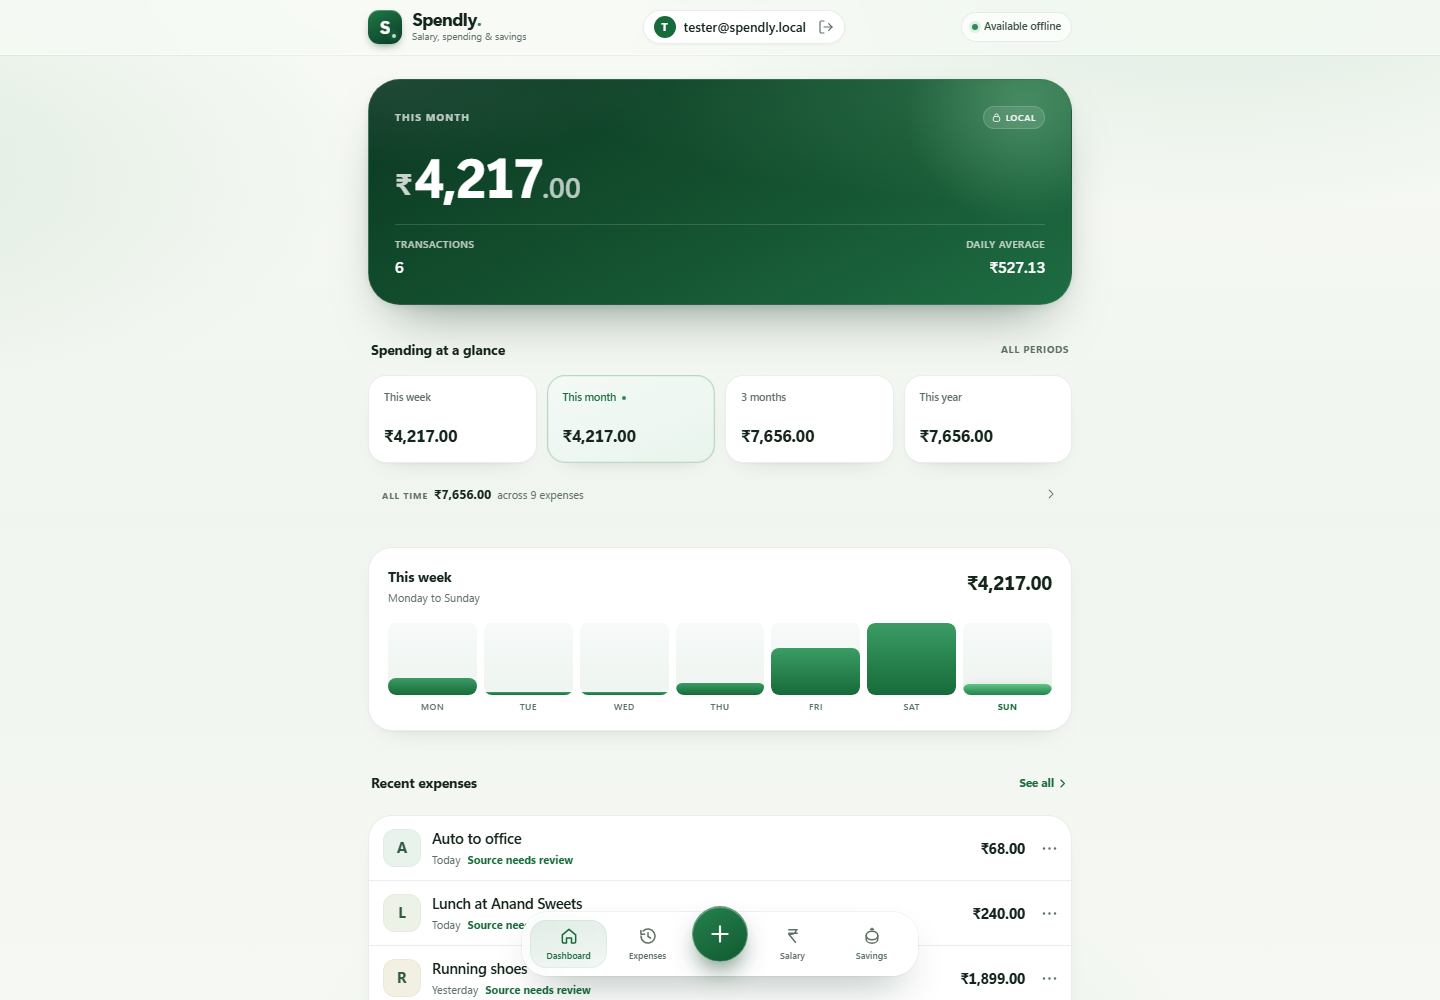 S.
Spendly.
Salary, spending & savings
T tester@spendly.local
Available offline
THIS MONTH
LOCAL
₹4,217.00
TRANSACTIONS
6
DAILY AVERAGE
₹527.13
Spending at a glance
ALL PERIODS
This week
₹4,217.00
This month
₹4,217.00
3 months
₹7,656.00
This year
₹7,656.00
ALL TIME ₹7,656.00 across 9 expenses
This week
Monday to Sunday
₹4,217.00
MON TUE WED THU FRI SAT SUN
Recent expenses
See all
A
Auto to office
Today Source needs review
₹68.00
L
Lunch at Anand Sweets
Today Source
₹240.00
R
Running shoes
Yesterday Source needs review
₹1,899.00
Dashboard
Expenses
Salary
Savings